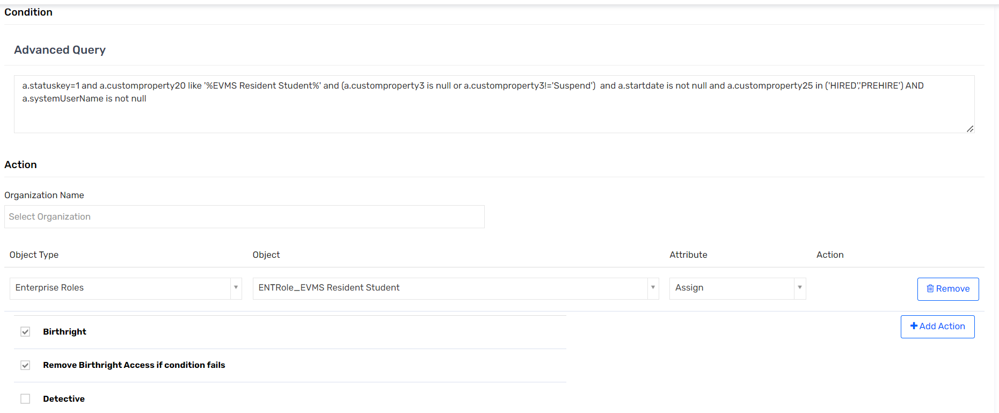 Condition
Advanced Query
a.statuskey=1 and a.customproperty20 like '%EVMS Resident Student%' and (a.customproperty3 is null or a.customproperty3!='Suspend')  and a.startdate is not null and a.customproperty25 in ('HIRED','PREHIRE') AND
a.systemUserName is not null
Action
Organization Name
Select Organization
Object Type Object Attribute Action
Enterprise Roles ENTRole_EVMS Resident Student Assign Remove
Birthright Add Action
Remove Birthright Access if condition fails
Detective